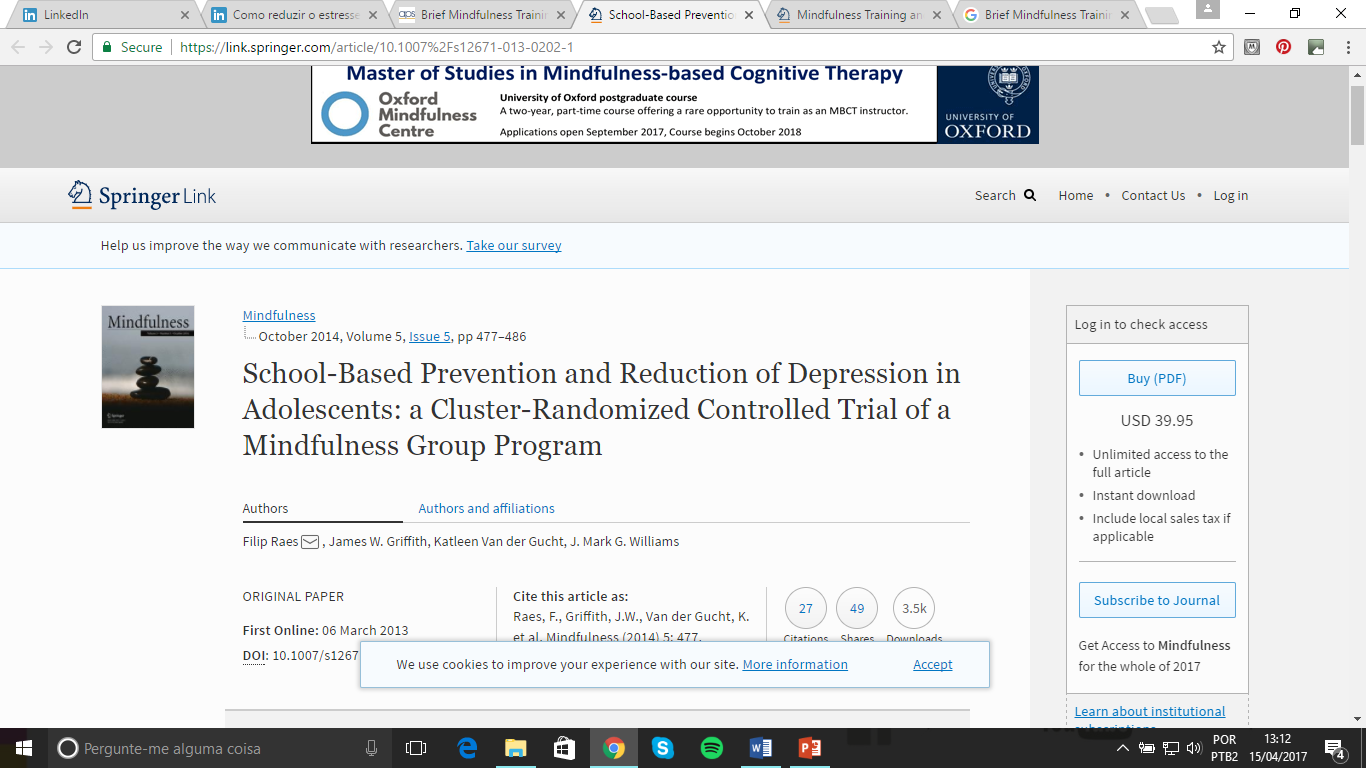 LinkedIn
Como reduzir o estresse
Brief Mindfulness Traini
School-Based Preventio
Mindfulness Training an
Brief Mindfulness Traini
Secure
https://link.springer.com/article/10.1007%2Fs12671-013-0202-1
Master of Studies in Mindfulness-based Cognitive Therapy
Oxford
Mindfulness
Centre
University of Oxford postgraduate course
A two-year, part-time course offering a rare opportunity to train as an MBCT instructor.
Applications open September 2017, Course begins October 2018
UNIVERSITY OF
OXFORD
Springer Link
Search
Home • Contact Us • Log in
Help us improve the way we communicate with researchers. Take our survey
Mindfulness
Mindfulness
October 2014, Volume 5, Issue 5, pp 477–486
School-Based Prevention and Reduction of Depression in
Adolescents: a Cluster-Randomized Controlled Trial of a
Mindfulness Group Program
Authors
Authors and affiliations
Filip Raes , James W. Griffith, Katleen Van der Gucht, J. Mark G. Williams
ORIGINAL PAPER
First Online: 06 March 2013
DOI: 10.1007/s1267
Cite this article as:
Raes, F., Griffith, J.W., Van der Gucht, K.
et al. Mindfulness (2014) 5: 477.
27
49
3.5k
Citations
Shares
Downloads
Log in to check access
Buy (PDF)
USD 39.95
• Unlimited access to the
full article
• Instant download
• Include local sales tax if
applicable
Subscribe to Journal
Get Access to Mindfulness
for the whole of 2017
Learn about institutional
subscriptions
We use cookies to improve your experience with our site. More information
Accept
Pergunte-me alguma coisa
POR
PTB2
13:12
15/04/2017
4